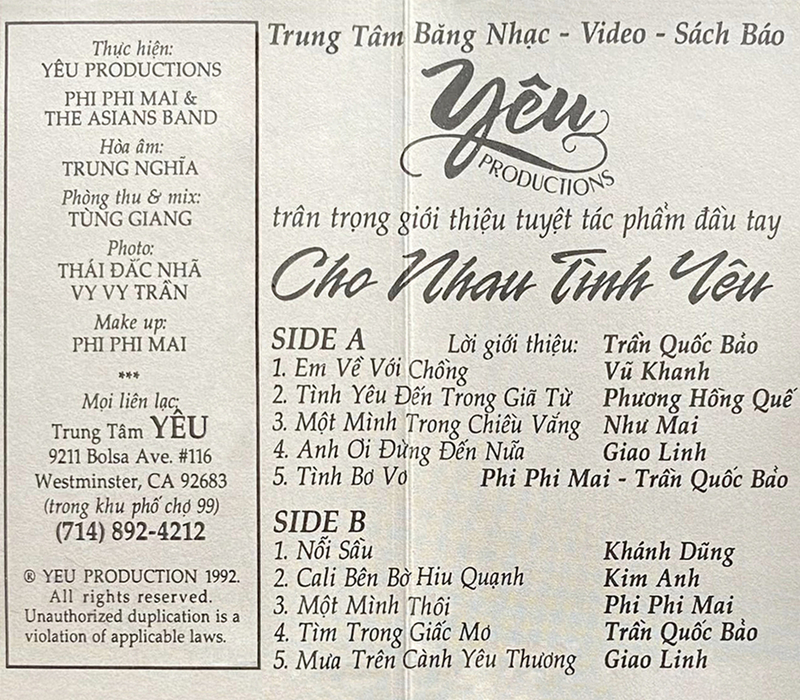 Thực hiện:
YÊU PRODUCTIONS
PHI PHI MAI &
THE ASIANS BAND
Hòa âm:
TRUNG NGHĨA
Phòng thu & mix:
TÙNG GIANG
Photo:
THÁI ĐẮC NHÃ
VY VY TRẦN
Make up:
PHI PHI MAI
***
Mọi liên lạc:
Trung Tâm YÊU
9211 Bolsa Ave. #116
Westminster, CA 92683
(trong khu phố chợ 99)
(714) 892-4212
® YEU PRODUCTION 1992.
All rights reserved.
Unauthorized duplication is a
violation of applicable laws.
Trung Tâm Băng Nhạc - Video - Sách Báo
Yêu
PRODUCTIONS
trân trọng giới thiệu tuyệt tác phẩm đầu tay
Cho Nhau Tình Yêu
SIDE A Lời giới thiệu: Trần Quốc Bảo
1. Em Về Với Chồng Vũ Khanh
2. Tình Yêu Đến Trong Giã Từ Phương Hồng Quế
3. Một Mình Trong Chiều Vắng Như Mai
4. Anh Ơi Đừng Đến Nữa Giao Linh
5. Tình Bơ Vơ Phi Phi Mai - Trần Quốc Bảo
SIDE B
1. Nỗi Sầu Khánh Dũng
2. Cali Bên Bờ Hiu Quạnh Kim Anh
3. Một Mình Thôi Phi Phi Mai
4. Tìm Trong Giấc Mơ Trần Quốc Bảo
5. Mưa Trên Cành Yêu Thương Giao Linh